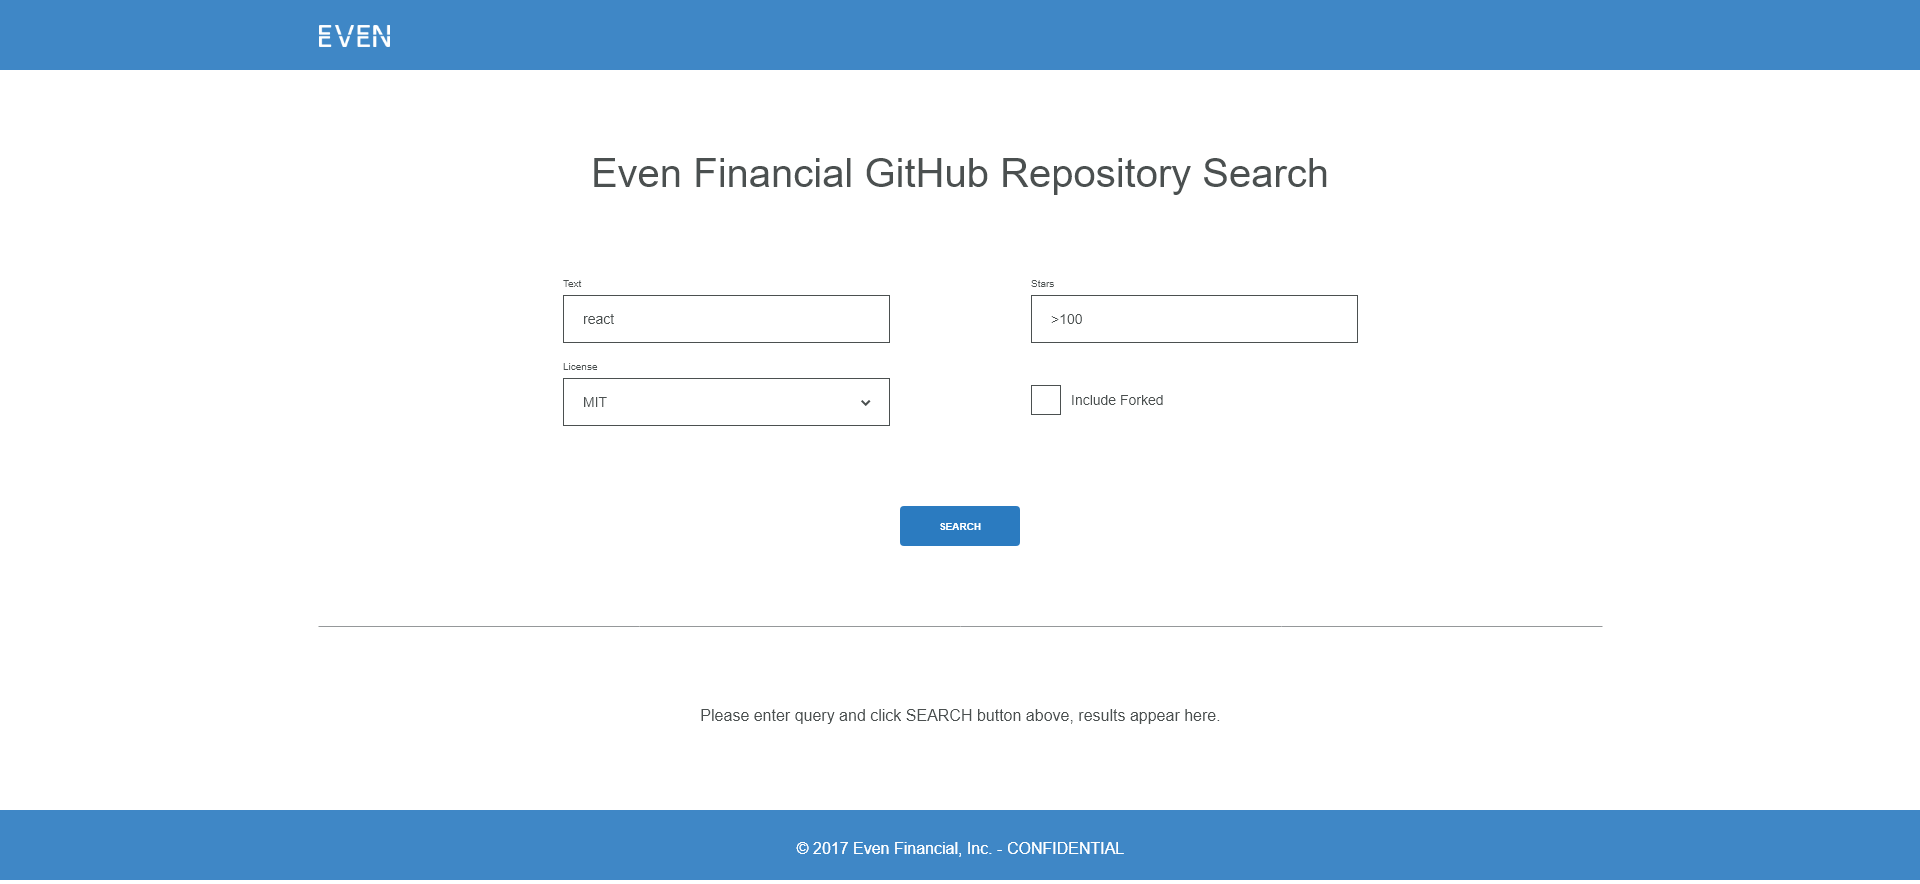 EVEN
Even Financial GitHub Repository Search
Text
Stars
react
>100
License
MIT
Include Forked
SEARCH
Please enter query and click SEARCH button above, results appear here.
© 2017 Even Financial, Inc. - CONFIDENTIAL